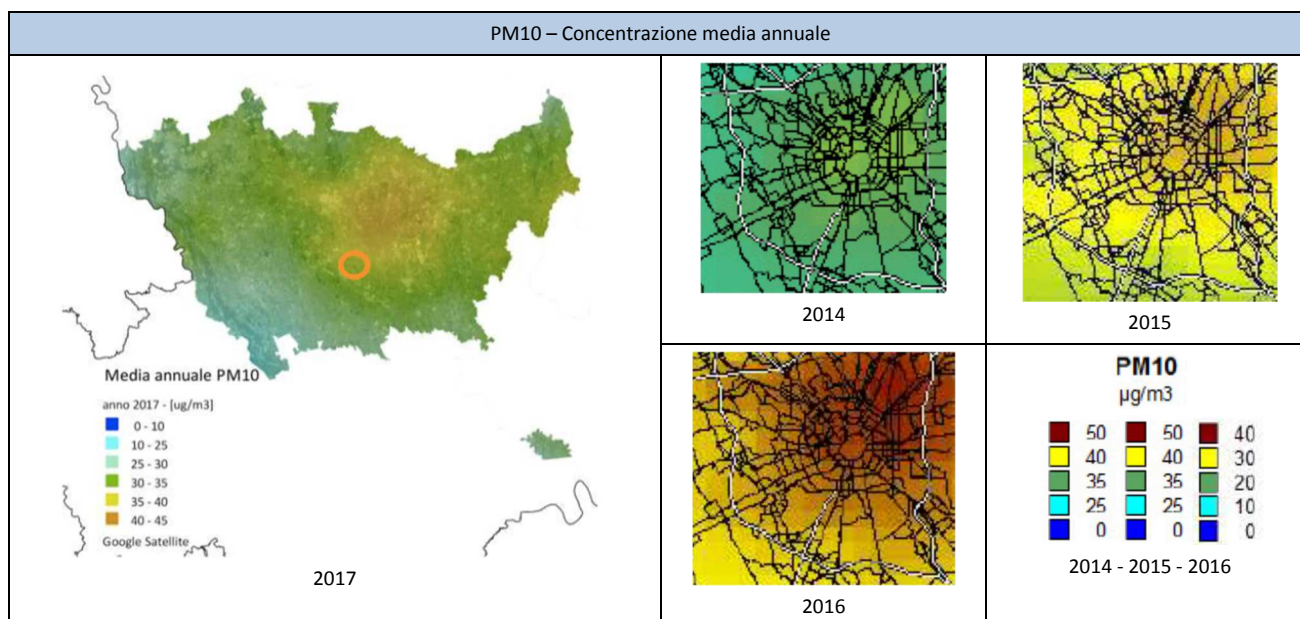 PM10 – Concentrazione media annuale
Media annuale PM10
anno 2017 - [ug/m3]
0 - 10
10 - 25
25 - 30
30 - 35
35 - 40
40 - 45
Google Satellite
2017
2014
2015
2016
PM10
µg/m3
50 50 40
40 40 30
35 35 20
25 25 10
0 0 0
2014 - 2015 - 2016